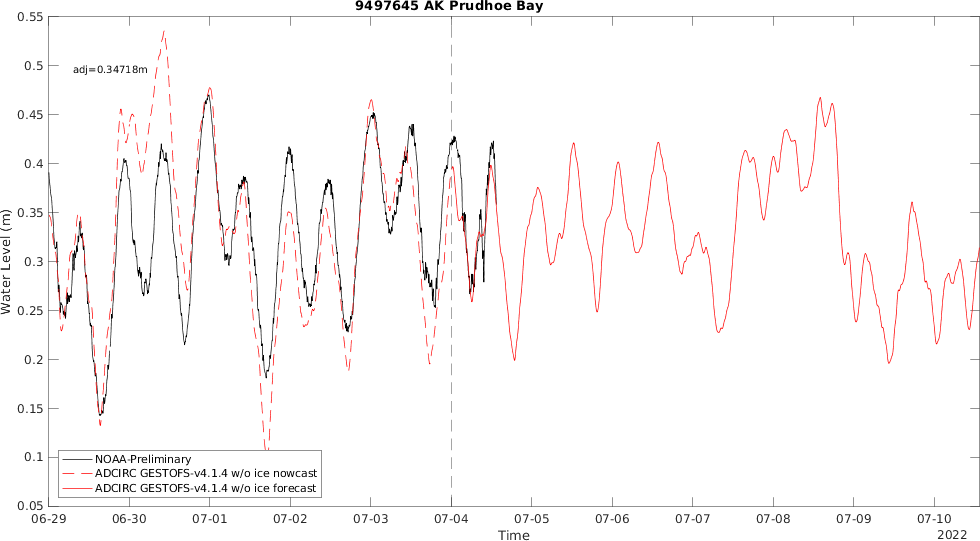 9497645 AK Prudhoe Bay
0.55
0.5
0.45
0.4
0.35
0.3
0.25
0.2
0.15
0.1
0.05
Water Level (m)
adj=0.34718m
NOAA-Preliminary
ADCIRC GESTOFS-v4.1.4 w/o ice nowcast
ADCIRC GESTOFS-v4.1.4 w/o ice forecast
06-29 06-30 07-01 07-02 07-03 07-04 07-05 07-06 07-07 07-08 07-09 07-10
Time
2022